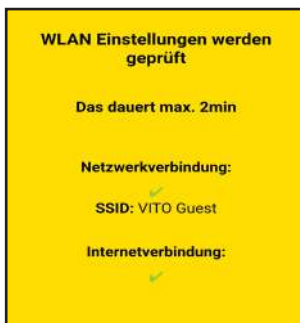 WLAN Einstellungen werden
geprüft
Das dauert max. 2min
Netzwerkverbindung:
✓
SSID: VITO Guest
Internetverbindung:
✓